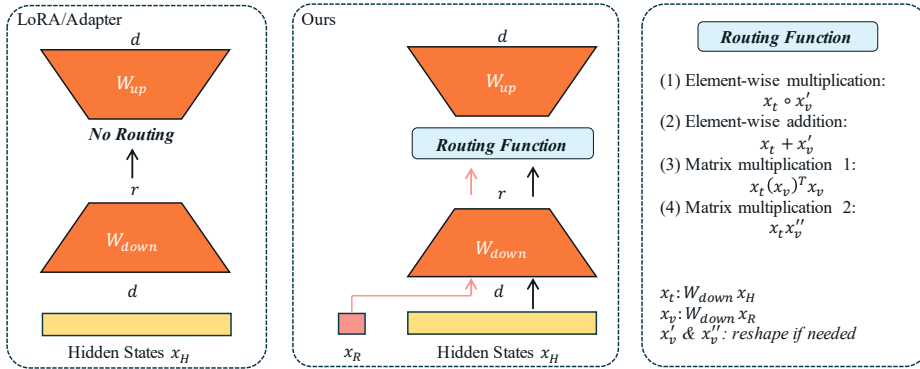 LoRA/Adapter
d
W_up
No Routing
r
W_down
d
Hidden States x_H
Ours
d
W_up
Routing Function
r
W_down
d
x_R
Hidden States x_H
Routing Function
(1) Element-wise multiplication:
x_t ∘ x′_v
(2) Element-wise addition:
x_t + x′_v
(3) Matrix multiplication 1:
x_t(x_v)^T x_v
(4) Matrix multiplication 2:
x_t x″_v
x_t: W_down x_H
x_v: W_down x_R
x′_v & x″_v: reshape if needed